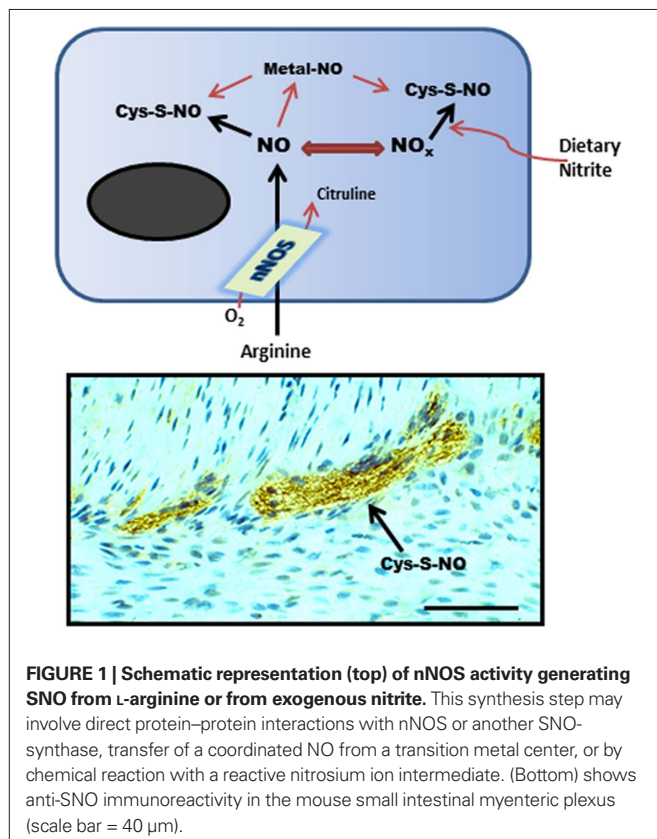 Metal-NO
Cys-S-NO
Cys-S-NO
NO
NOx
Dietary
Nitrite
Citruline
nNOS
O2
Arginine
Cys-S-NO
FIGURE 1 | Schematic representation (top) of nNOS activity generating
SNO from L-arginine or from exogenous nitrite. This synthesis step may
involve direct protein–protein interactions with nNOS or another SNO-
synthase, transfer of a coordinated NO from a transition metal center, or by
chemical reaction with a reactive nitrosium ion intermediate. (Bottom) shows
anti-SNO immunoreactivity in the mouse small intestinal myenteric plexus
(scale bar = 40 μm).